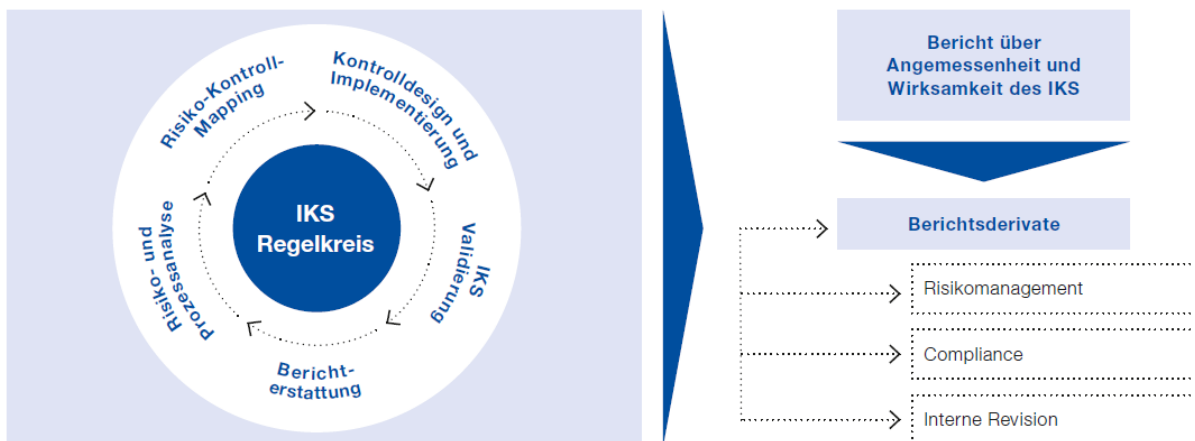 Risiko-Kontroll-
Mapping
Kontrolldesign und
Implementierung
IKS
Validierung
Bericht-
erstattung
Risiko- und
Prozessanalyse
IKS
Regelkreis
Bericht über
Angemessenheit und
Wirksamkeit des IKS
Berichtsderivate
Risikomanagement
Compliance
Interne Revision